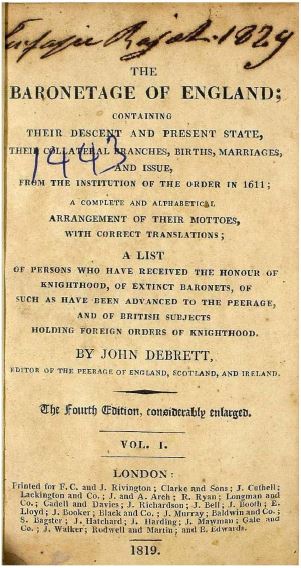 1829
THE
BARONETAGE OF ENGLAND;
CONTAINING
THEIR DESCENT AND PRESENT STATE,
THEIR COLLATERAL BRANCHES, BIRTHS, MARRIAGES,
1443
AND ISSUE,
FROM THE INSTITUTION OF THE ORDER IN 1611;
A COMPLETE AND ALPHABETICAL
ARRANGEMENT OF THEIR MOTTOES,
WITH CORRECT TRANSLATIONS;
A LIST
OF PERSONS WHO HAVE RECEIVED THE HONOUR OF
KNIGHTHOOD, OF EXTINCT BARONETS, OF
SUCH AS HAVE BEEN ADVANCED TO THE PEERAGE,
AND OF BRITISH SUBJECTS
HOLDING FOREIGN ORDERS OF KNIGHTHOOD.
BY JOHN DEBRETT,
EDITOR OF THE PEERAGE OF ENGLAND, SCOTLAND, AND IRELAND.
The Fourth Edition, considerably enlarged.
VOL. I.
LONDON:
Printed for F.C. and J. Rivington; Clarke and Sons; J. Cuthell;
Lackington and Co.; J. and A. Arch; R. Ryan; Longman and
Co.; Cadell and Davies; J. Richardson; J. Bell; J. Booth; E.
Lloyd; J. Booker; Black and Co.; J. Murray; Baldwin and Co.;
S. Bagster; J. Hatchard; J. Harding; J. Mayman; Gale and
Co.; J. Walker; Rodwell and Martin; and E. Edwards.
1819.